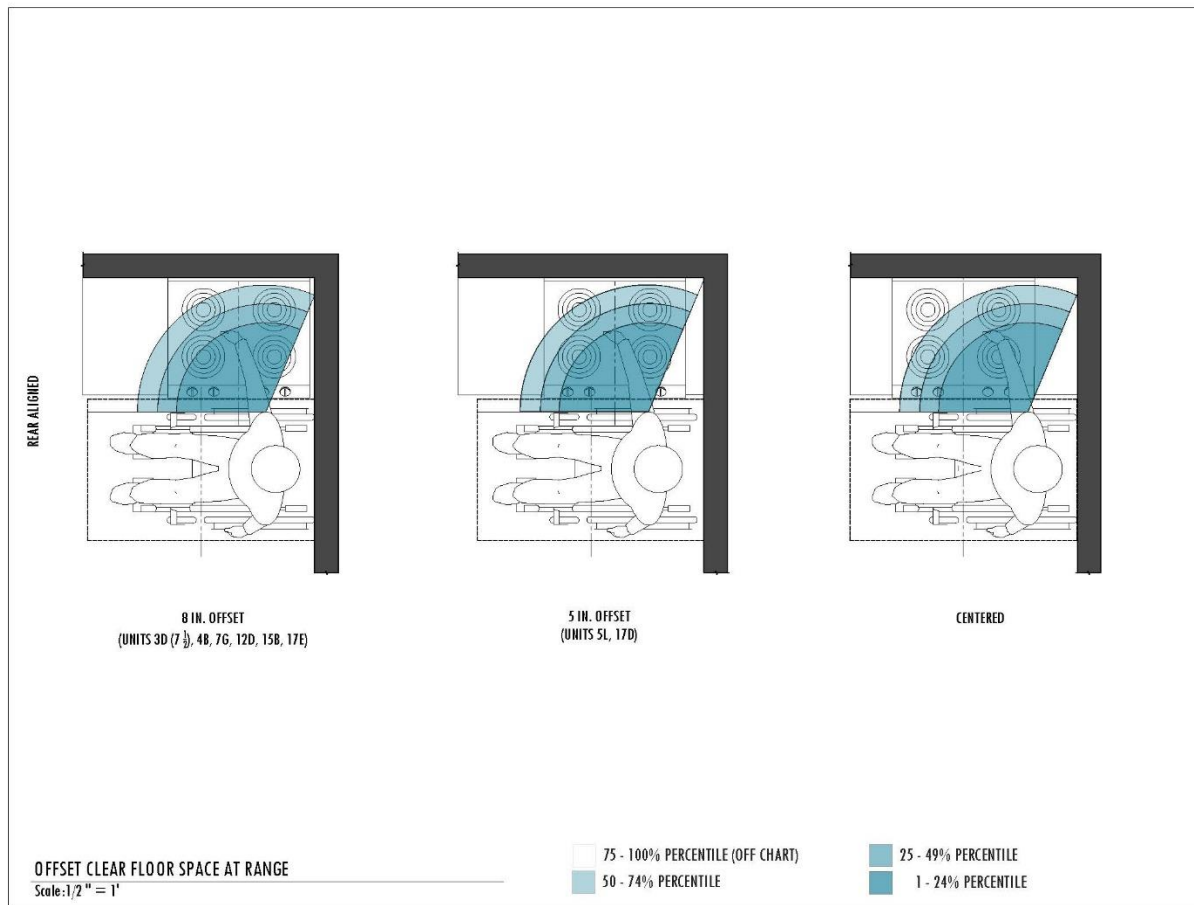 REAR ALIGNED
8 IN. OFFSET
(UNITS 3D (7 1/2), 4B, 7G, 12D, 15B, 17E)
5 IN. OFFSET
(UNITS 5L, 17D)
CENTERED
OFFSET CLEAR FLOOR SPACE AT RANGE
Scale:1/2 " = 1'
75 - 100% PERCENTILE (OFF CHART)
50 - 74% PERCENTILE
25 - 49% PERCENTILE
1 - 24% PERCENTILE